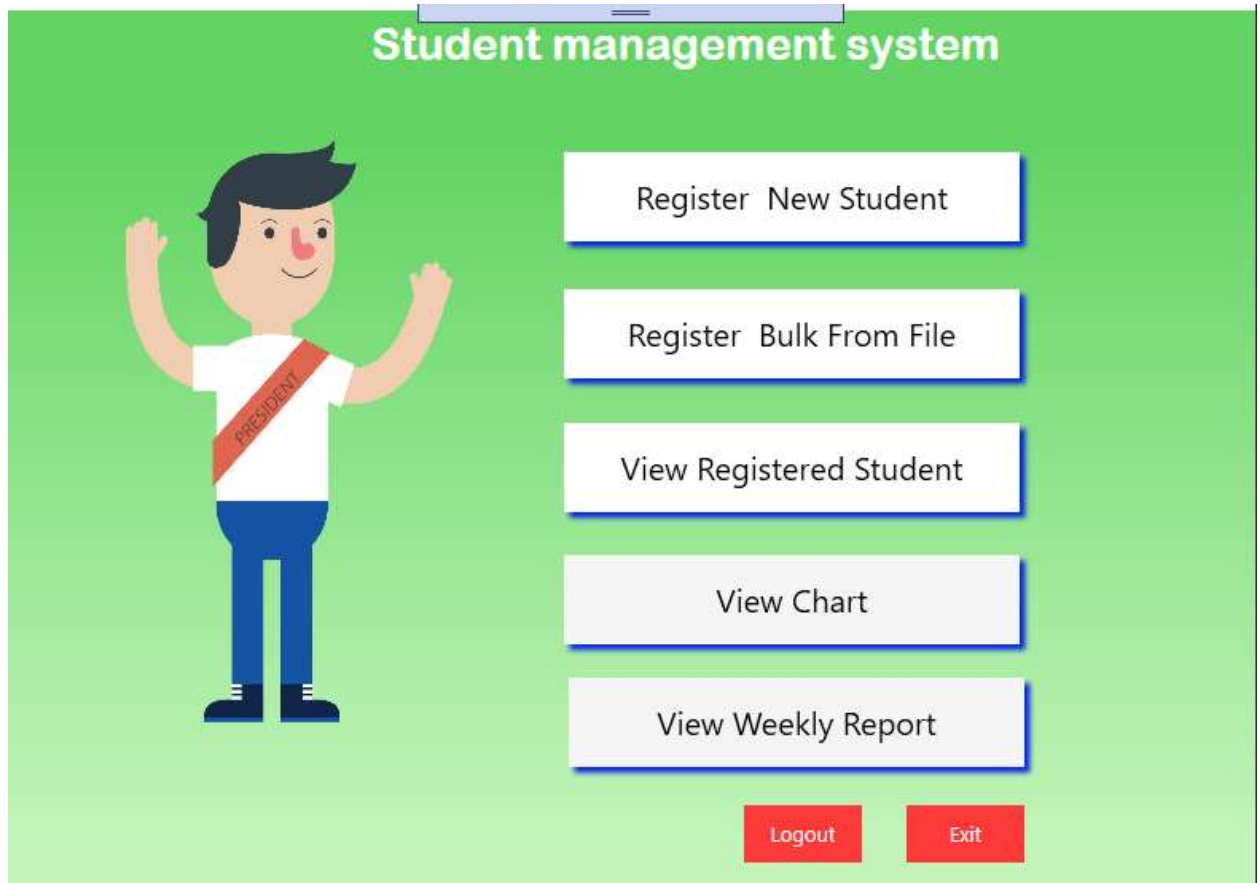 Student management system
Register  New Student
Register  Bulk From File
PRESIDENT
View Registered Student
View Chart
View Weekly Report
Logout
Exit